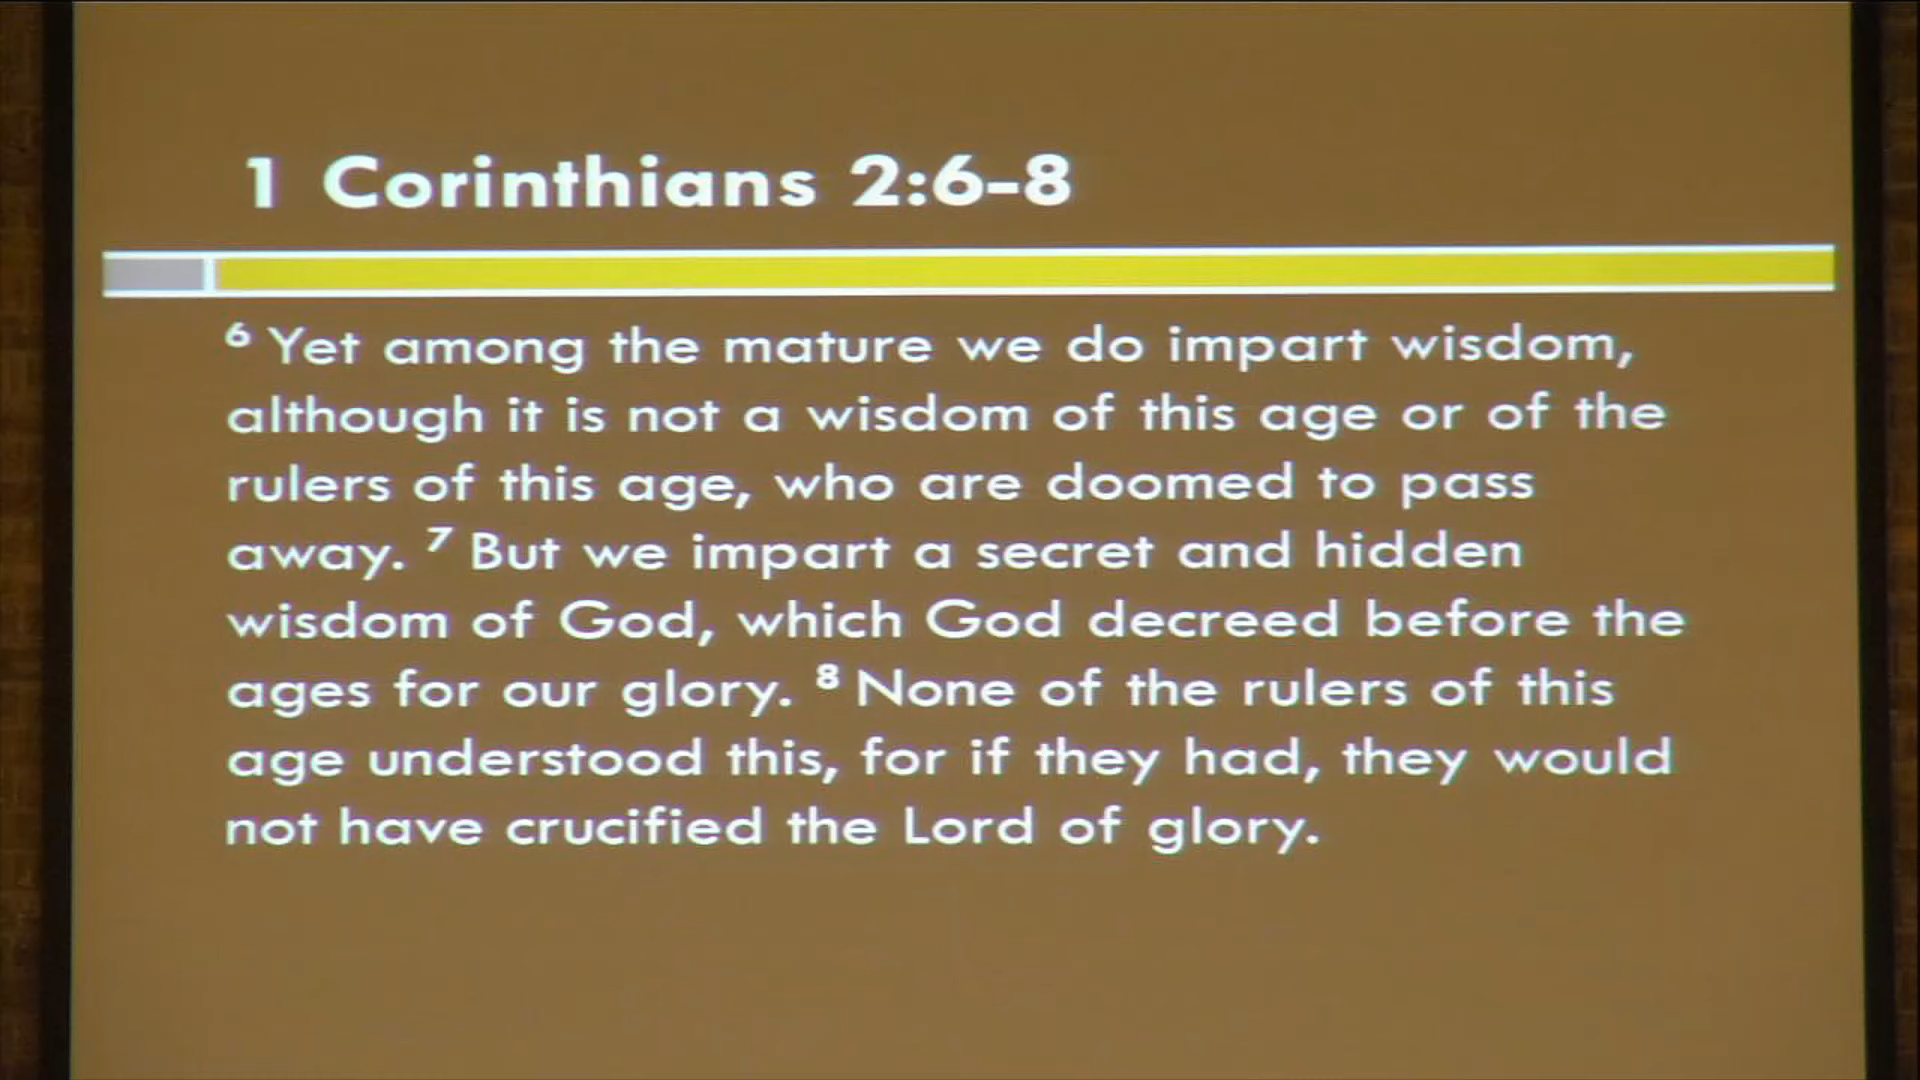 1 Corinthians 2:6-8
6 Yet among the mature we do impart wisdom,
although it is not a wisdom of this age or of the
rulers of this age, who are doomed to pass
away. 7 But we impart a secret and hidden
wisdom of God, which God decreed before the
ages for our glory. 8 None of the rulers of this
age understood this, for if they had, they would
not have crucified the Lord of glory.